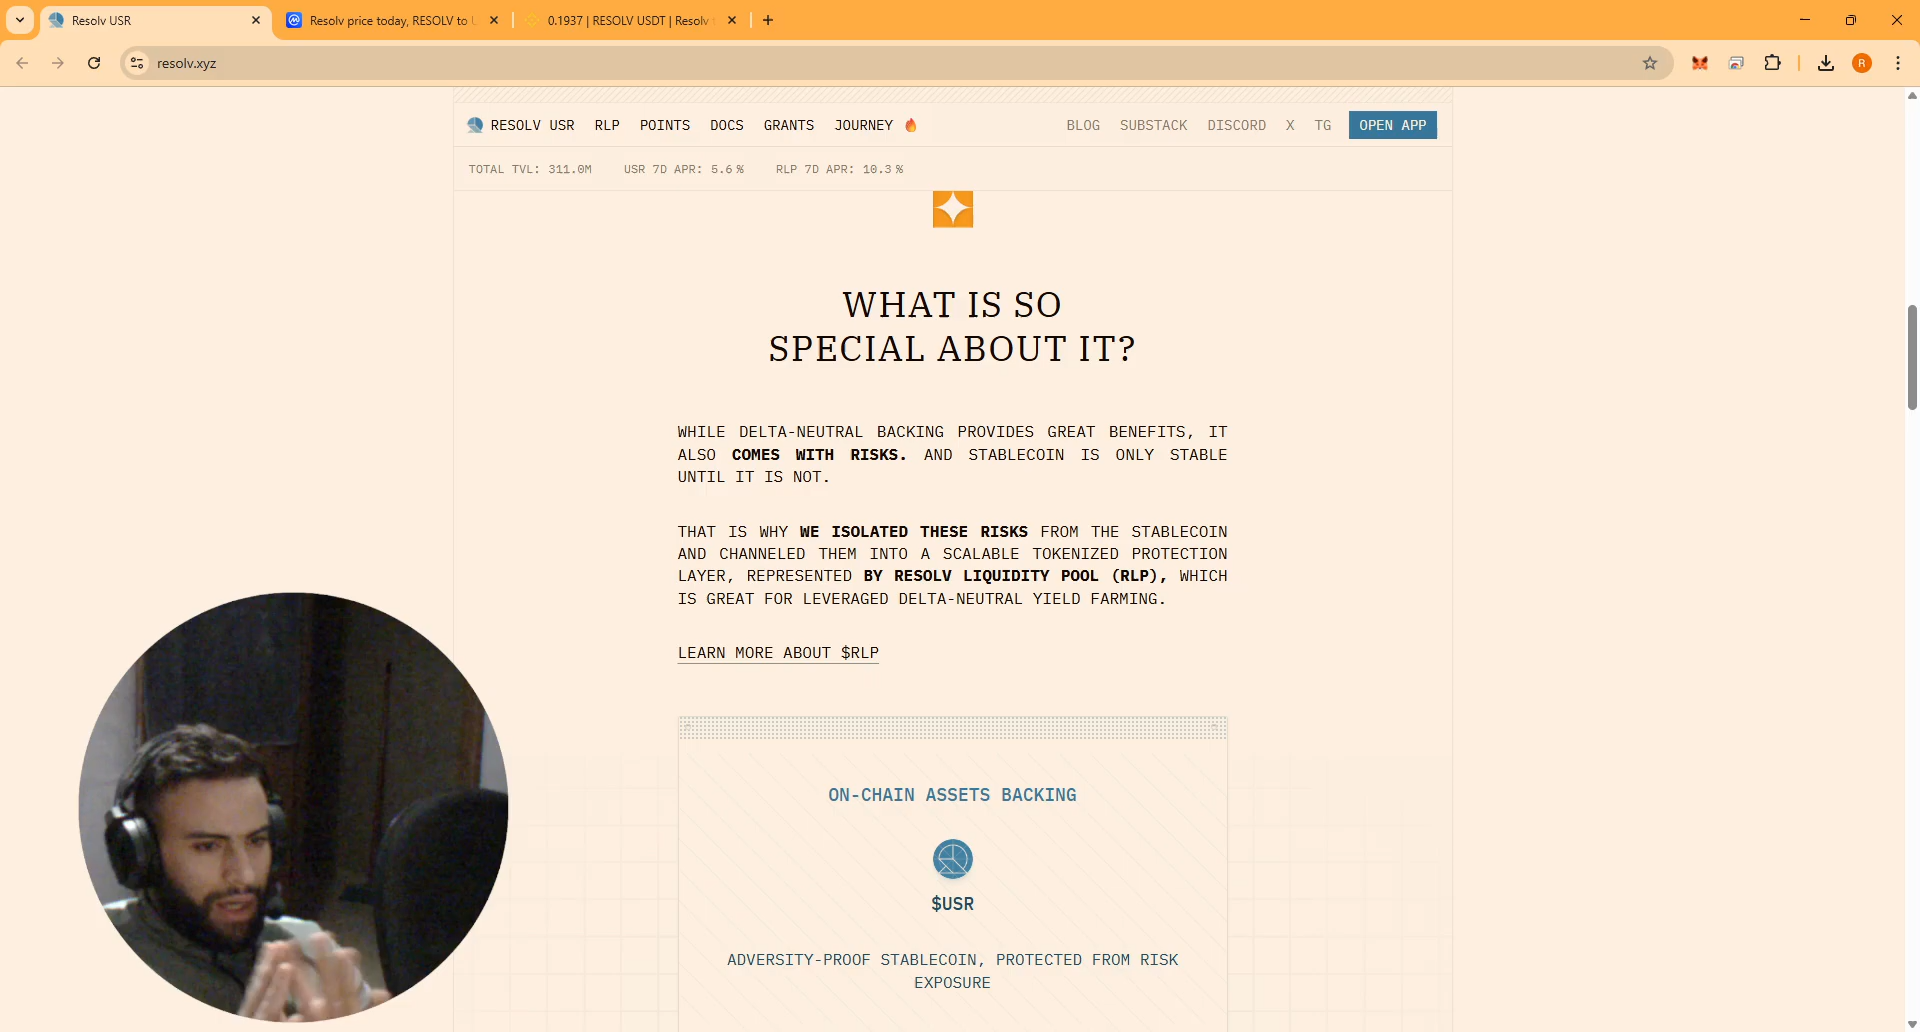 Resolv USR
Resolv price today, RESOLV to U
0.1937 | RESOLV USDT | Resolv
resolv.xyz
R
RESOLV USR RLP POINTS DOCS GRANTS JOURNEY 🔥 BLOG SUBSTACK DISCORD X TG OPEN APP
TOTAL TVL: 311.0M USR 7D APR: 5.6% RLP 7D APR: 10.3%
WHAT IS SO
SPECIAL ABOUT IT?
WHILE DELTA-NEUTRAL BACKING PROVIDES GREAT BENEFITS, IT
ALSO COMES WITH RISKS. AND STABLECOIN IS ONLY STABLE
UNTIL IT IS NOT.
THAT IS WHY WE ISOLATED THESE RISKS FROM THE STABLECOIN
AND CHANNELED THEM INTO A SCALABLE TOKENIZED PROTECTION
LAYER, REPRESENTED BY RESOLV LIQUIDITY POOL (RLP), WHICH
IS GREAT FOR LEVERAGED DELTA-NEUTRAL YIELD FARMING.
LEARN MORE ABOUT $RLP
ON-CHAIN ASSETS BACKING
$USR
ADVERSITY-PROOF STABLECOIN, PROTECTED FROM RISK
EXPOSURE